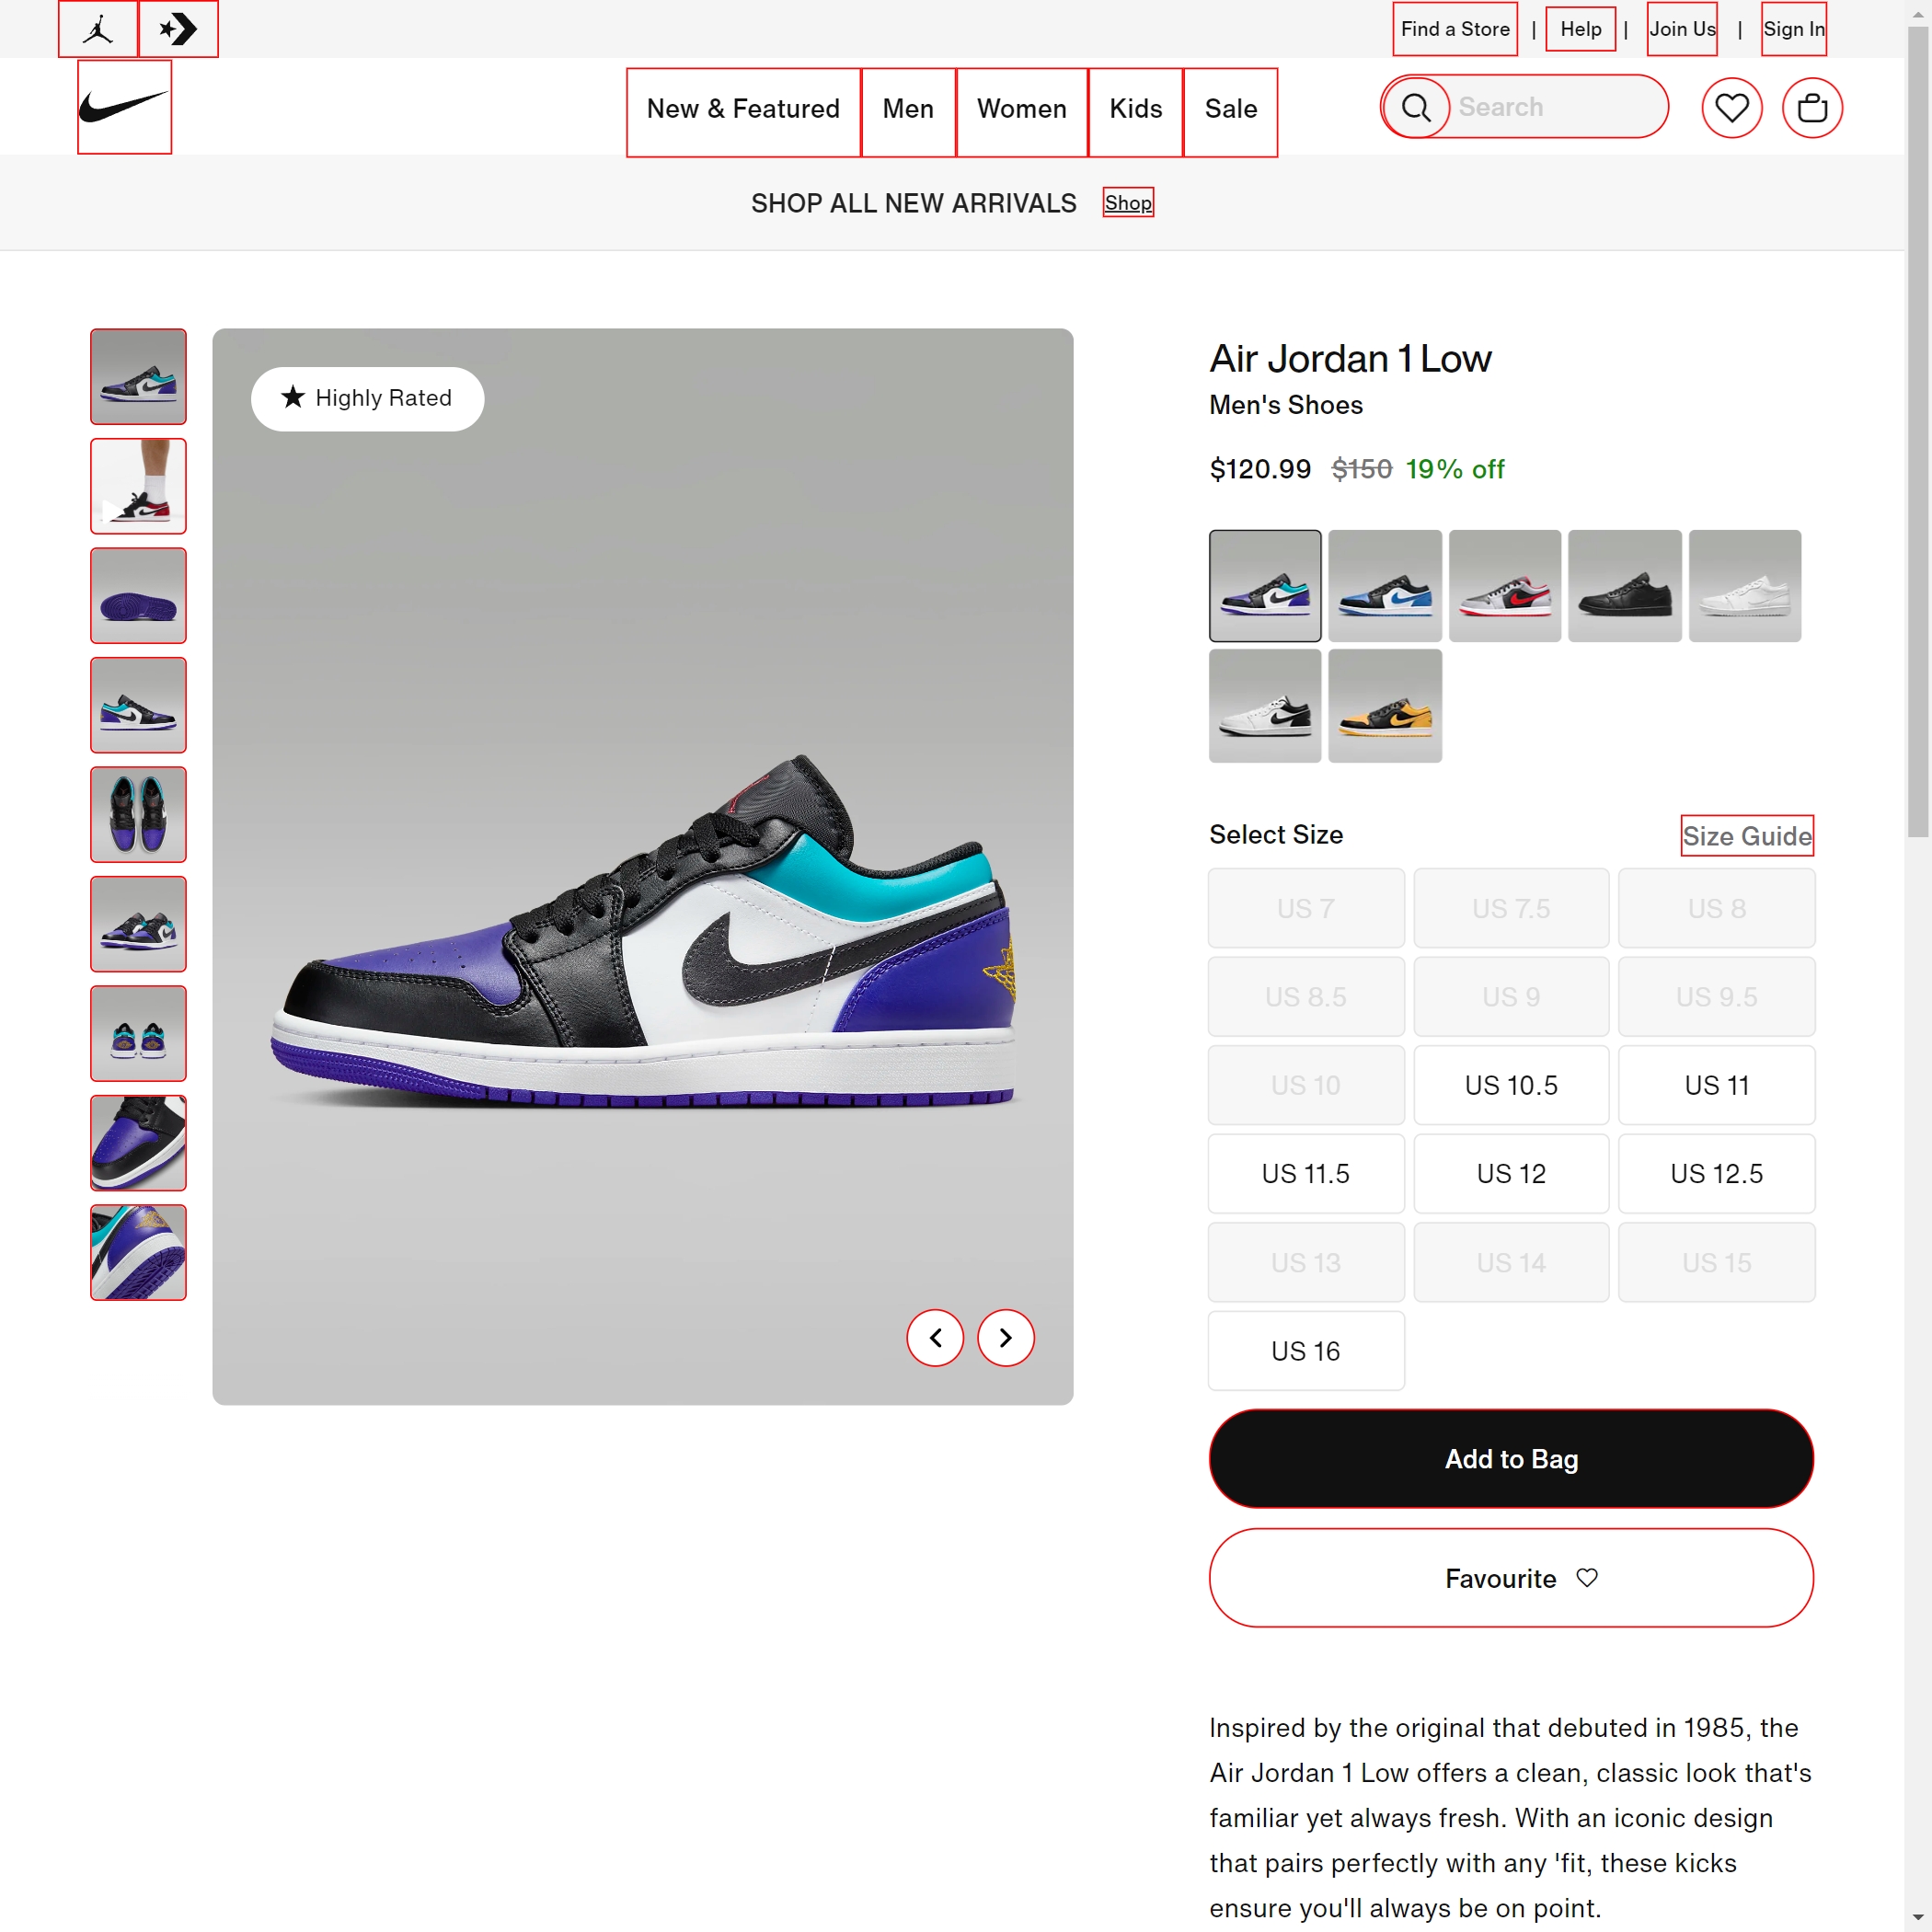 Find a Store | Help | Join Us | Sign In
New & Featured Men Women Kids Sale Search
SHOP ALL NEW ARRIVALS Shop
Highly Rated
Air Jordan 1 Low
Men's Shoes
$120.99 $150 19% off
Select Size Size Guide
US 7 US 7.5 US 8
US 8.5 US 9 US 9.5
US 10 US 10.5 US 11
US 11.5 US 12 US 12.5
US 13 US 14 US 15
US 16
Add to Bag
Favourite
Inspired by the original that debuted in 1985, the
Air Jordan 1 Low offers a clean, classic look that's
familiar yet always fresh. With an iconic design
that pairs perfectly with any 'fit, these kicks
ensure you'll always be on point.